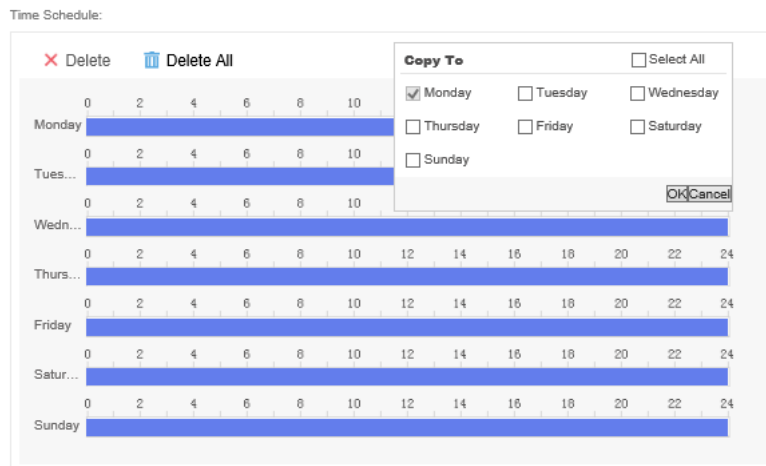 Time Schedule:
Delete Delete All
Copy To Select All
Monday Tuesday Wednesday
Thursday Friday Saturday
Sunday
OK Cancel
0 2 4 6 8 10
Monday
0 2 4 6 8 10
Tues...
0 2 4 6 8 10
Wedn...
0 2 4 6 8 10 12 14 16 18 20 22 24
Thurs...
0 2 4 6 8 10 12 14 16 18 20 22 24
Friday
0 2 4 6 8 10 12 14 16 18 20 22 24
Satur...
0 2 4 6 8 10 12 14 16 18 20 22 24
Sunday